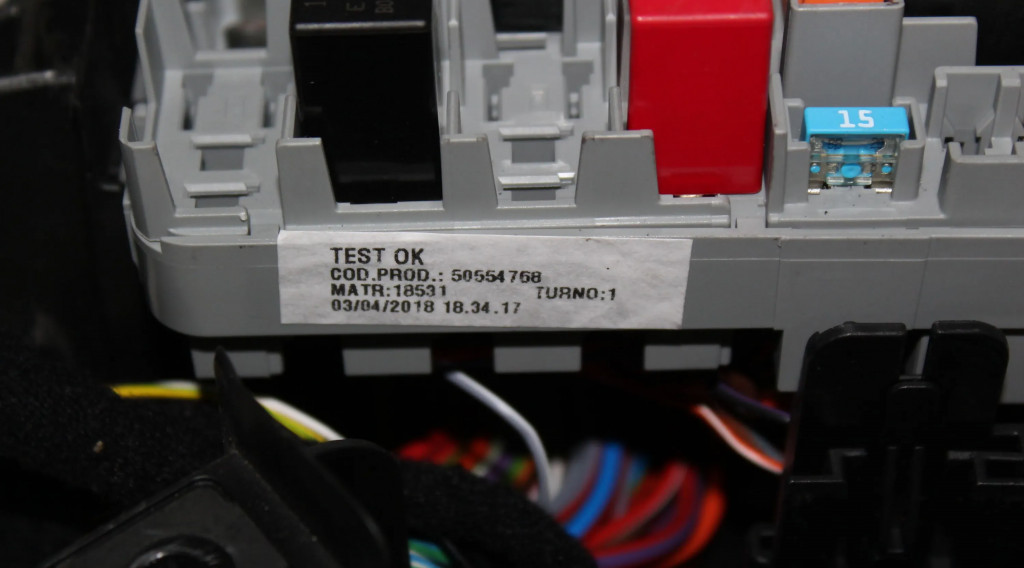 15
TEST OK
COD.PROD.: 50554768
MATR:18531 TURNO:1
03/04/2018 18.34.17